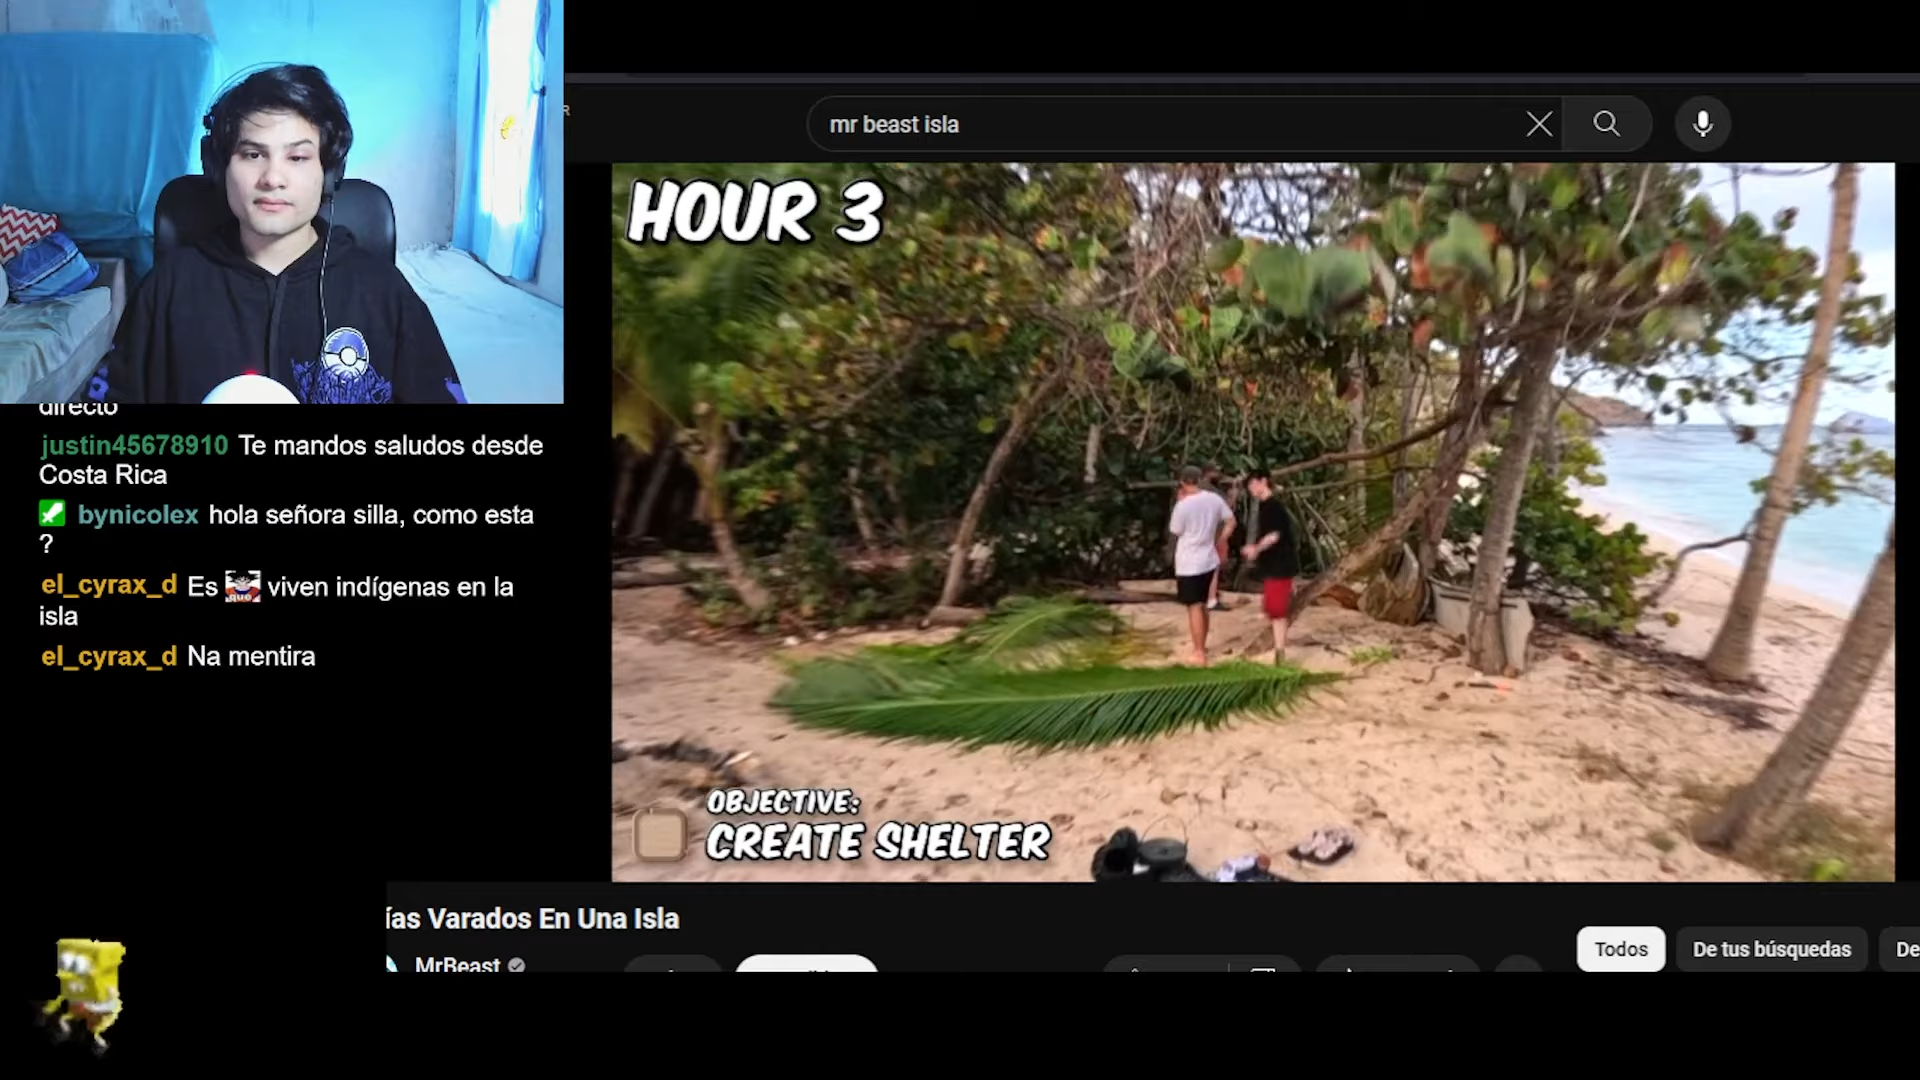 R
mr beast isla
HOUR 3
directo
justin45678910 Te mandos saludos desde
Costa Rica
bynicolex hola señora silla, como esta
?
el_cyrax_d Es que viven indígenas en la
isla
el_cyrax_d Na mentira
OBJECTIVE:
CREATE SHELTER
ías Varados En Una Isla
MrBeast
Todos
De tus búsquedas
De